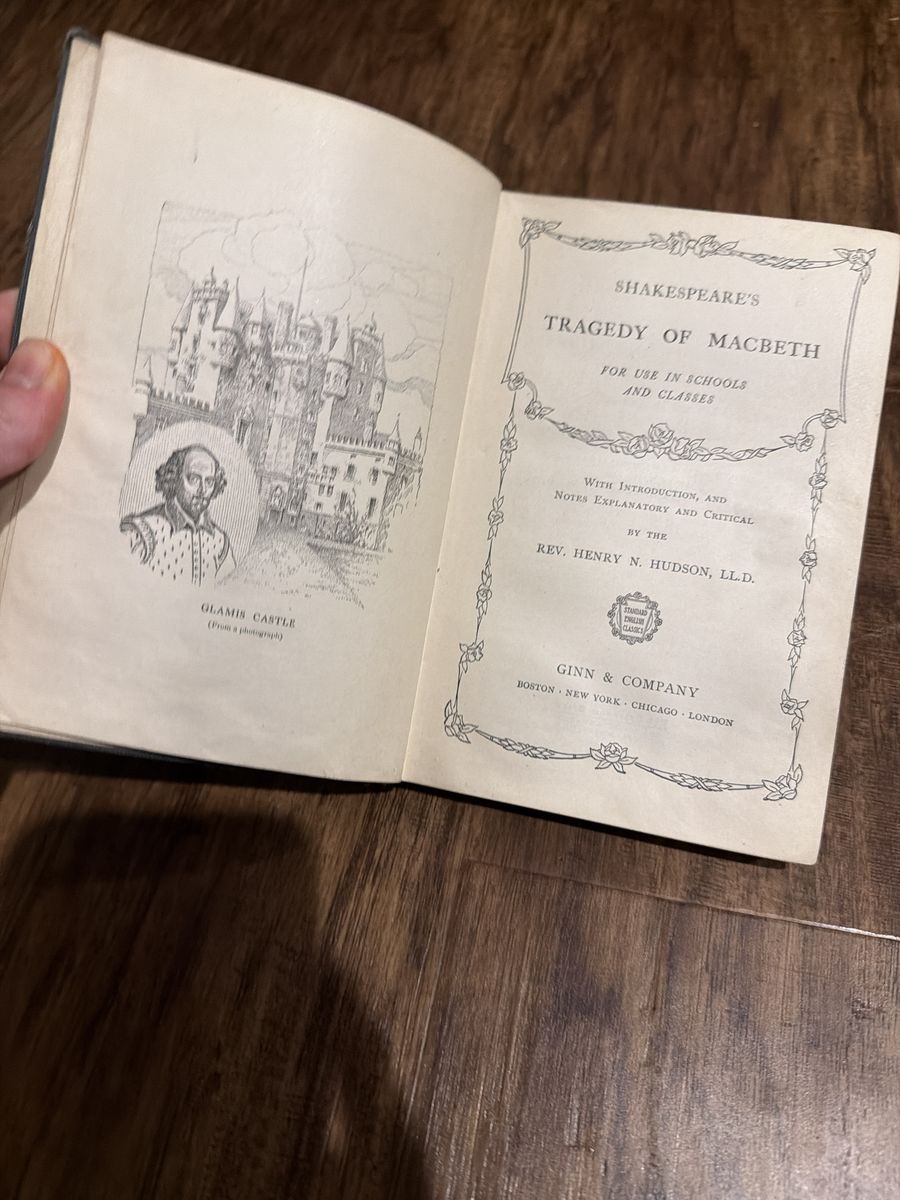 GLAMIS CASTLE
(From a photograph)
SHAKESPEARE'S
TRAGEDY OF MACBETH
FOR USE IN SCHOOLS
AND CLASSES
WITH INTRODUCTION, AND
NOTES EXPLANATORY AND CRITICAL
BY THE
REV. HENRY N. HUDSON, LL.D.
STANDARD
ENGLISH
CLASSICS
GINN & COMPANY
BOSTON · NEW YORK · CHICAGO · LONDON